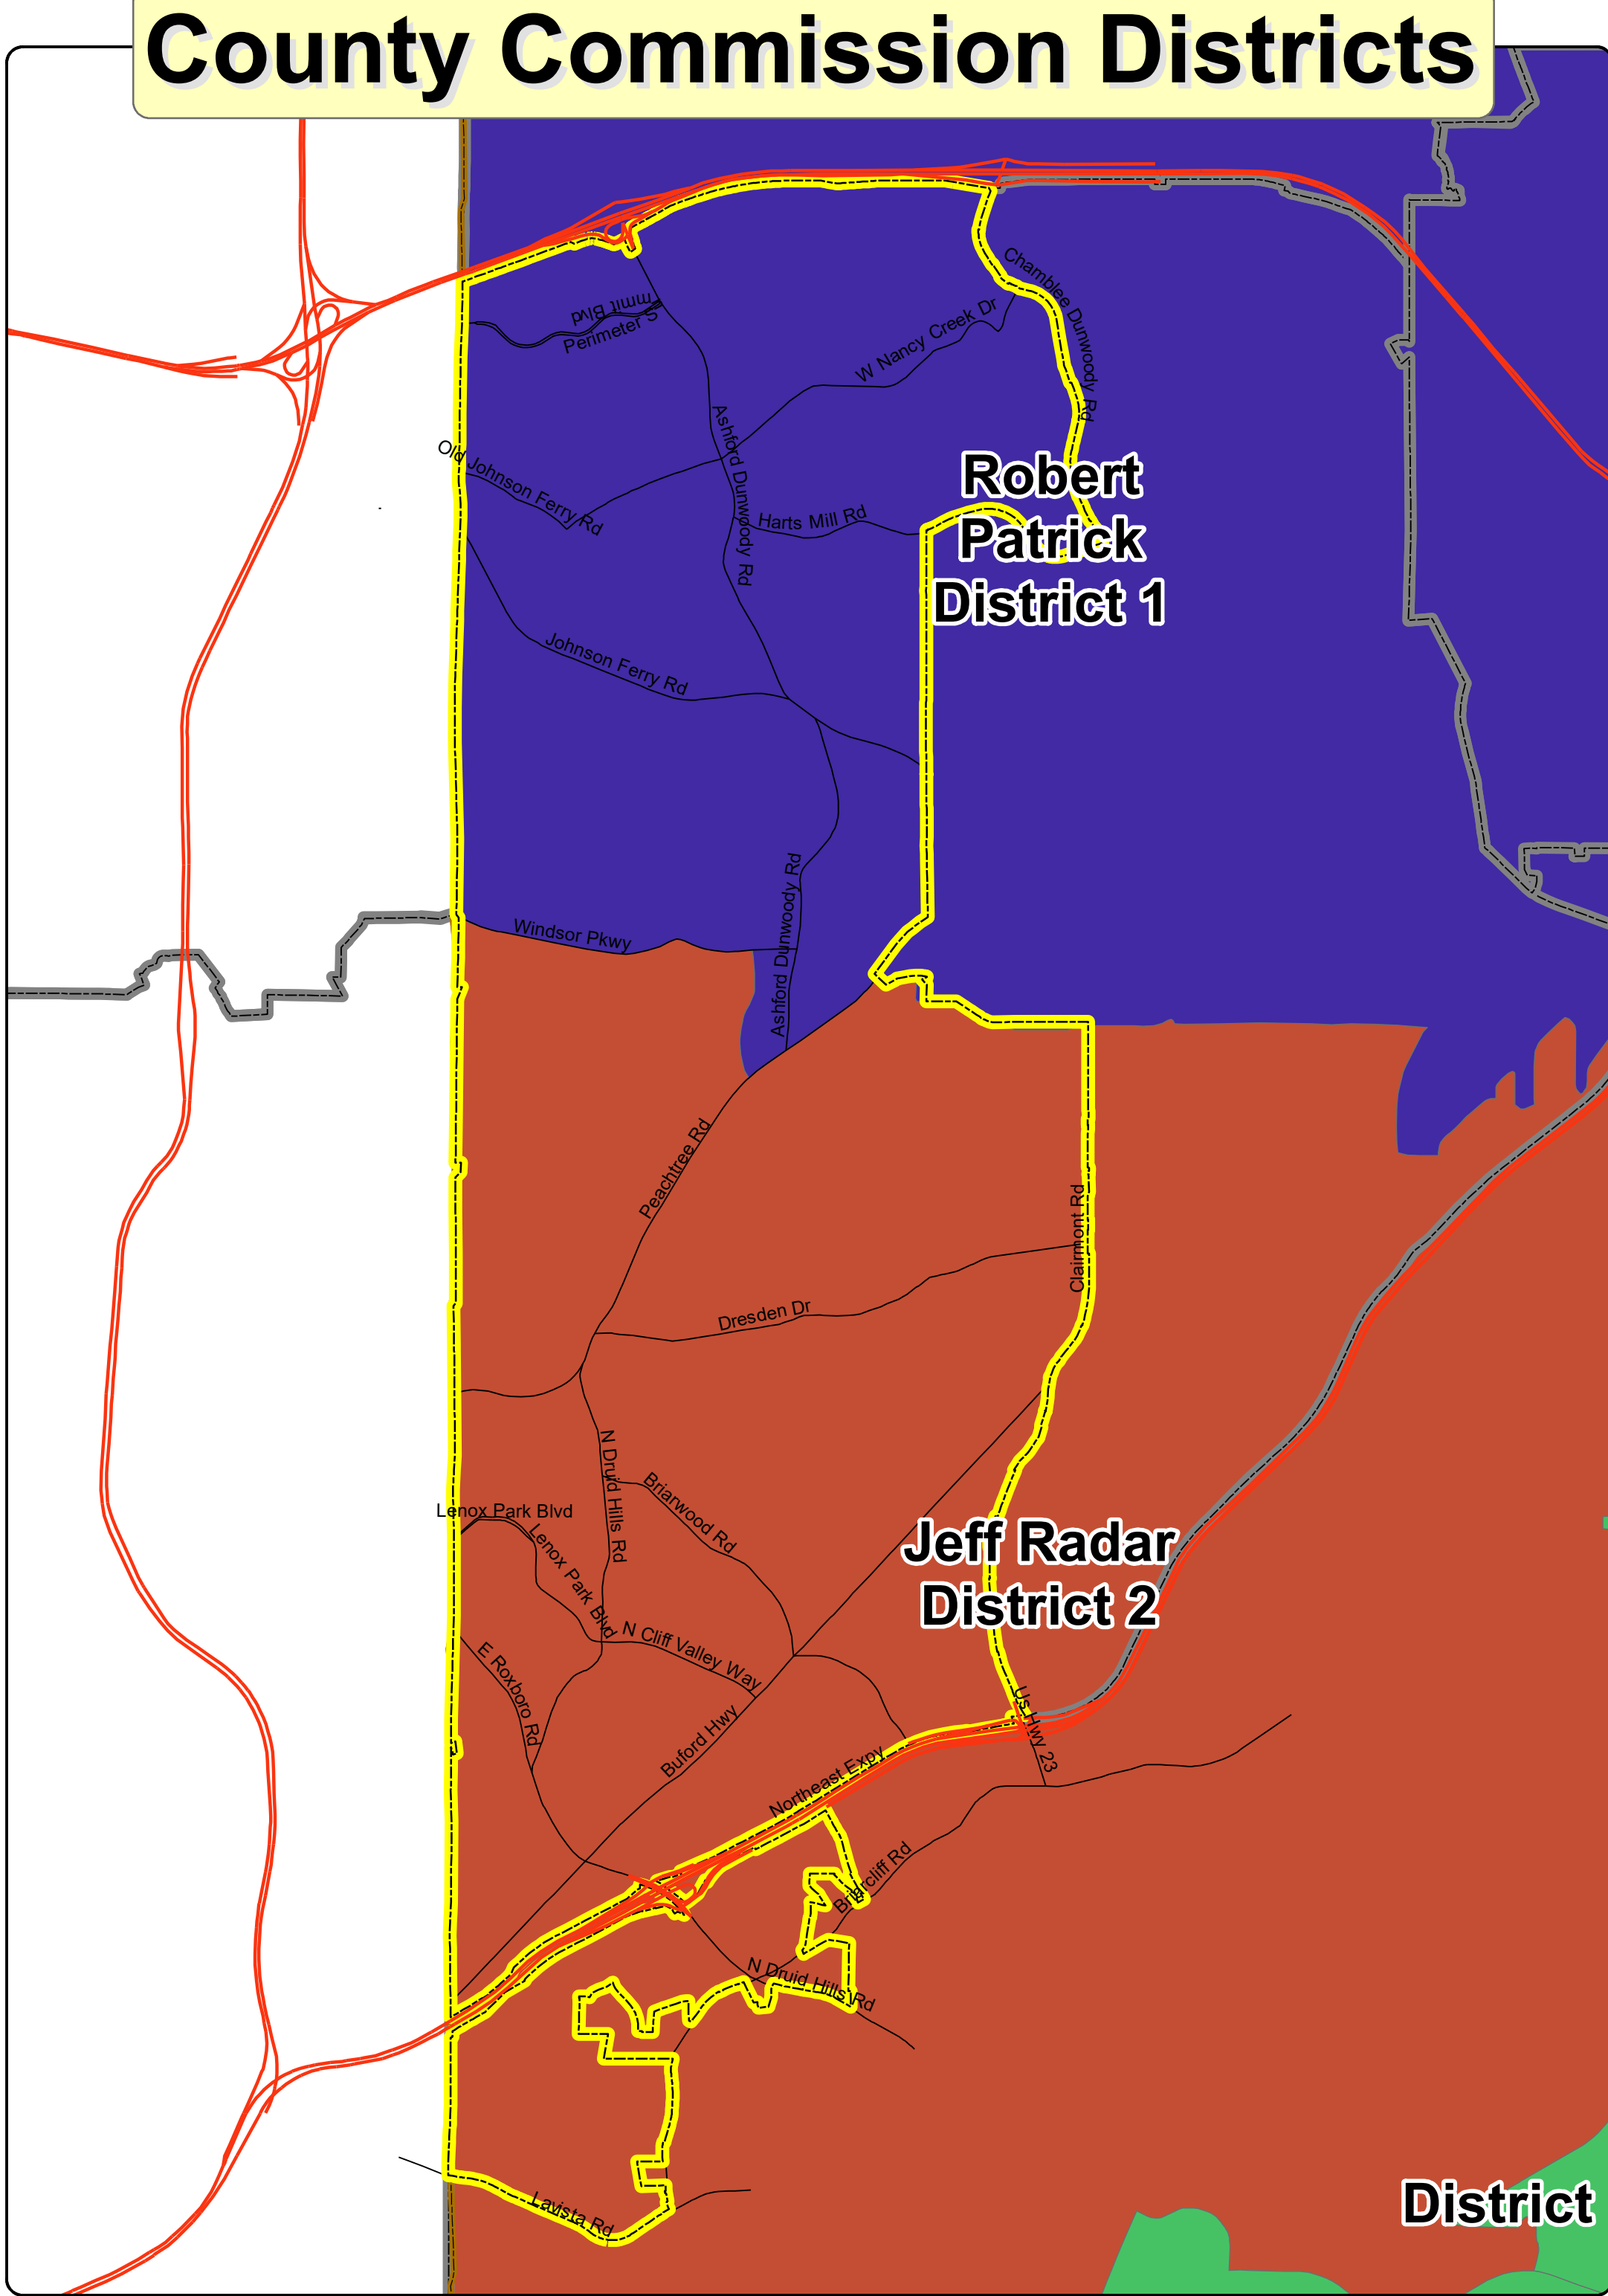 County Commission Districts
Chamblee Dunwoody Rd
mmit Blvd
Perimeter S
W Nancy Creek Dr
Ashford Dunwoody Rd
Old Johnson Ferry Rd
Robert
Patrick
District 1
Harts Mill Rd
Johnson Ferry Rd
Ashford Dunwoody Rd
Windsor Pkwy
Peachtree Rd
Clairmont Rd
Dresden Dr
N Druid Hills Rd
Briarwood Rd
Lenox Park Blvd
Lenox Park Blvd
Jeff Radar
District 2
N Cliff Valley Way
E Roxboro Rd
Buford Hwy
Us Hwy 23
Northeast Expy
Briarcliff Rd
N Druid Hills Rd
Lavista Rd
District